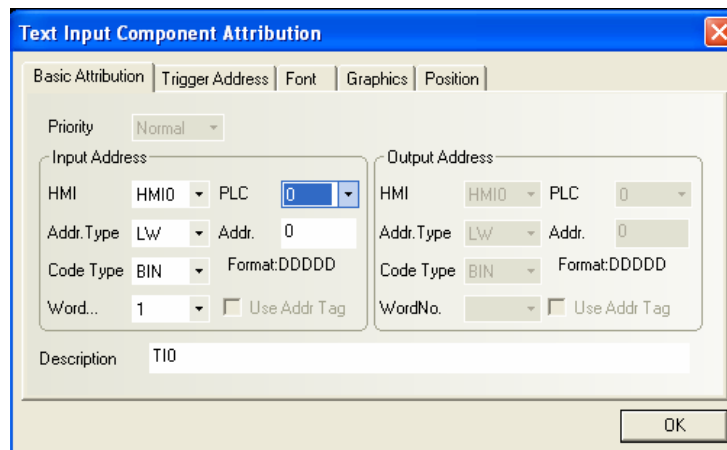 Text Input Component Attribution
Basic Attribution Trigger Address Font Graphics Position
Priority Normal
Input Address Output Address
HMI HMI0 PLC 0 HMI HMI0 PLC 0
Addr.Type LW Addr. 0 Addr.Type LW Addr. 0
Code Type BIN Format:DDDDD Code Type BIN Format:DDDDD
Word... 1 Use Addr Tag WordNo. Use Addr Tag
Description TI0
OK